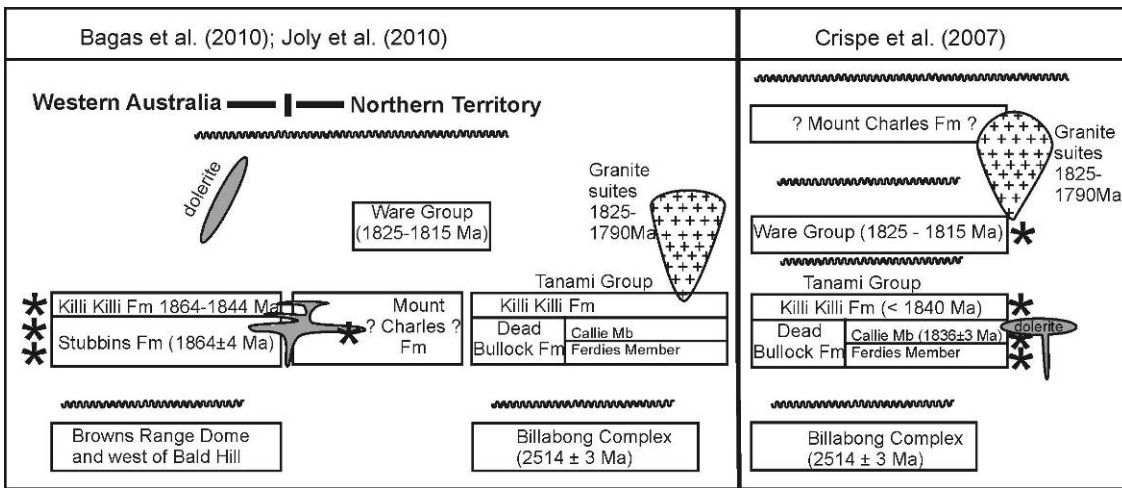 Bagas et al. (2010); Joly et al. (2010)
Western Australia
Northern Territory
dolerite
Granite
suites
1825-
1790Ma
Ware Group
(1825-1815 Ma)
Tanami Group
Killi Killi Fm 1864-1844 Ma
Stubbins Fm (1864±4 Ma)
Mount
? Charles ?
Fm
Killi Killi Fm
Dead
Bullock Fm
Callie Mb
Ferdies Member
Browns Range Dome
and west of Bald Hill
Billabong Complex
(2514 ± 3 Ma)
Crispe et al. (2007)
? Mount Charles Fm ?
Granite
suites
1825-
1790Ma
Ware Group (1825 - 1815 Ma)
Tanami Group
Killi Killi Fm (< 1840 Ma)
Dead
Bullock Fm
Callie Mb (1836±3 Ma)
Ferdies Member
dolerite
Billabong Complex
(2514 ± 3 Ma)